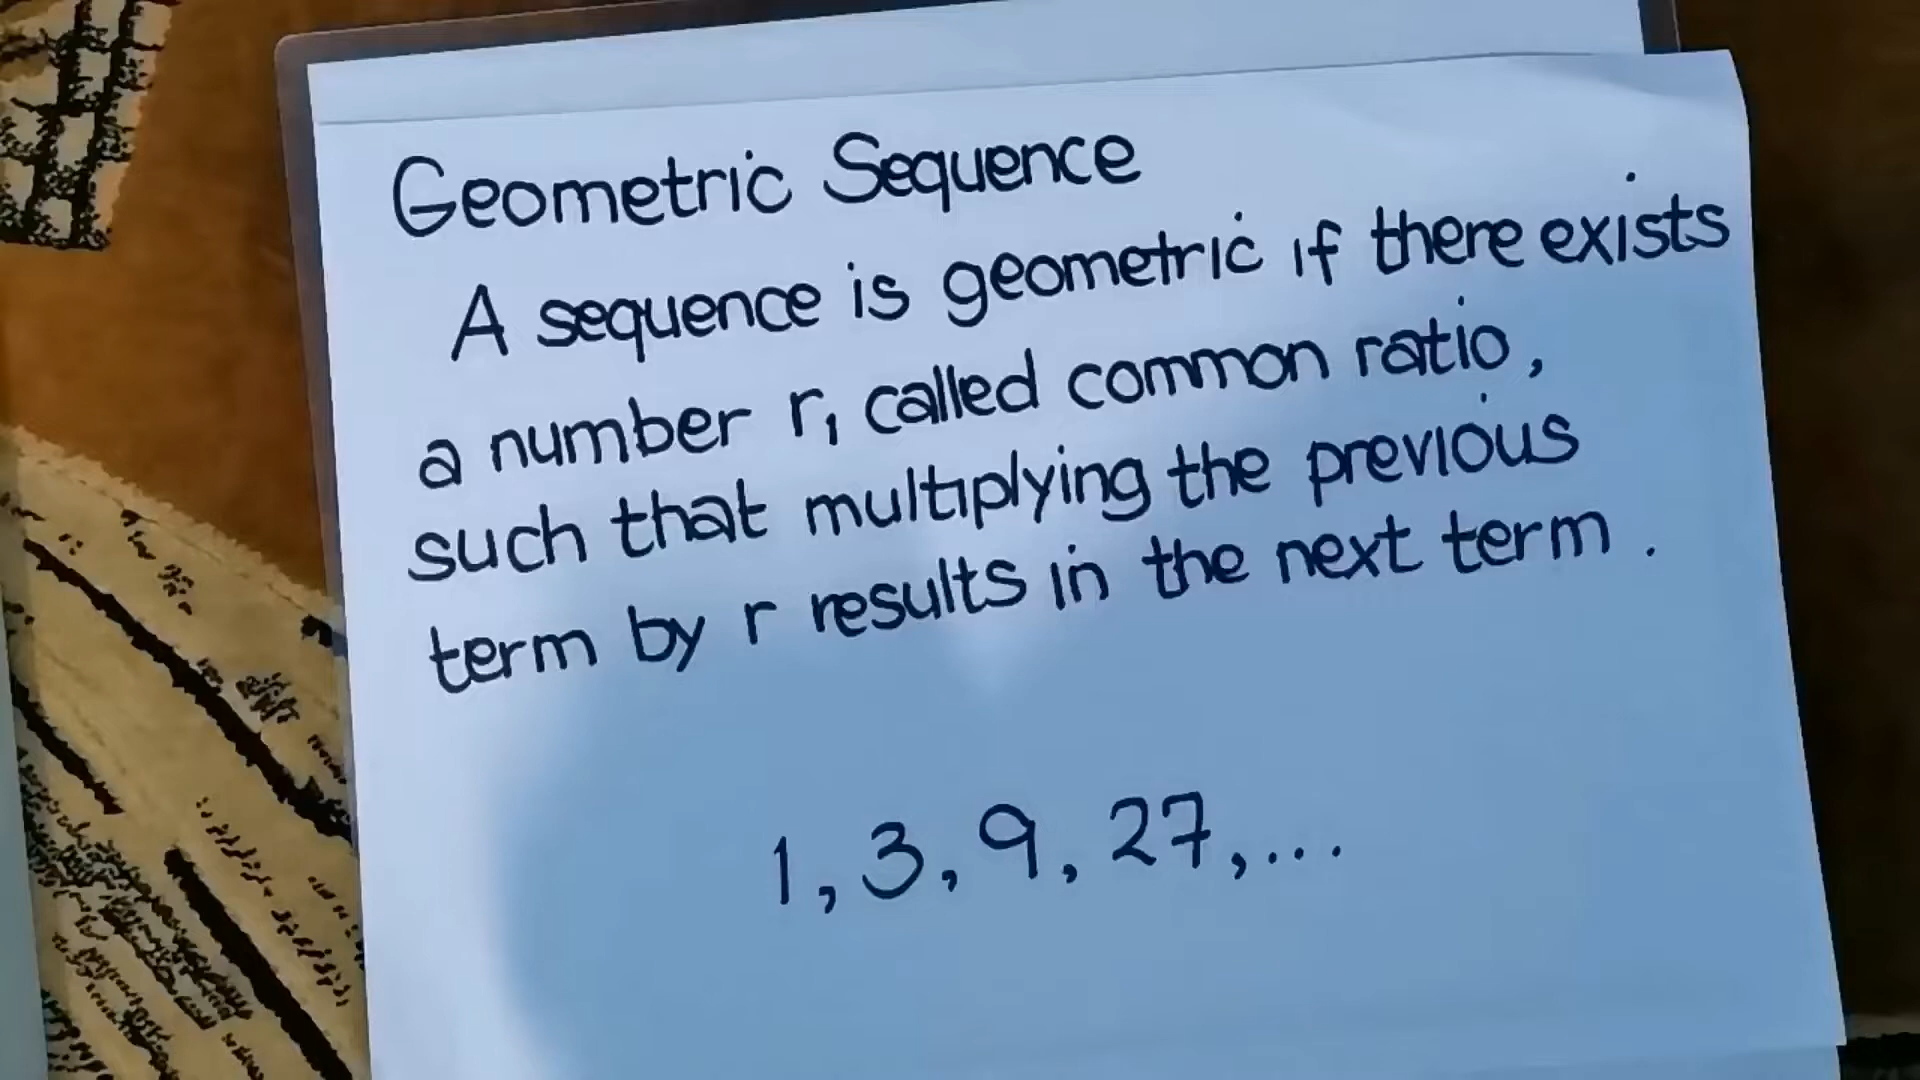 Geometric Sequence
A sequence is geometric if there exists
a number r, called common ratio,
such that multiplying the previous
term by r results in the next term.
1, 3, 9, 27, ...